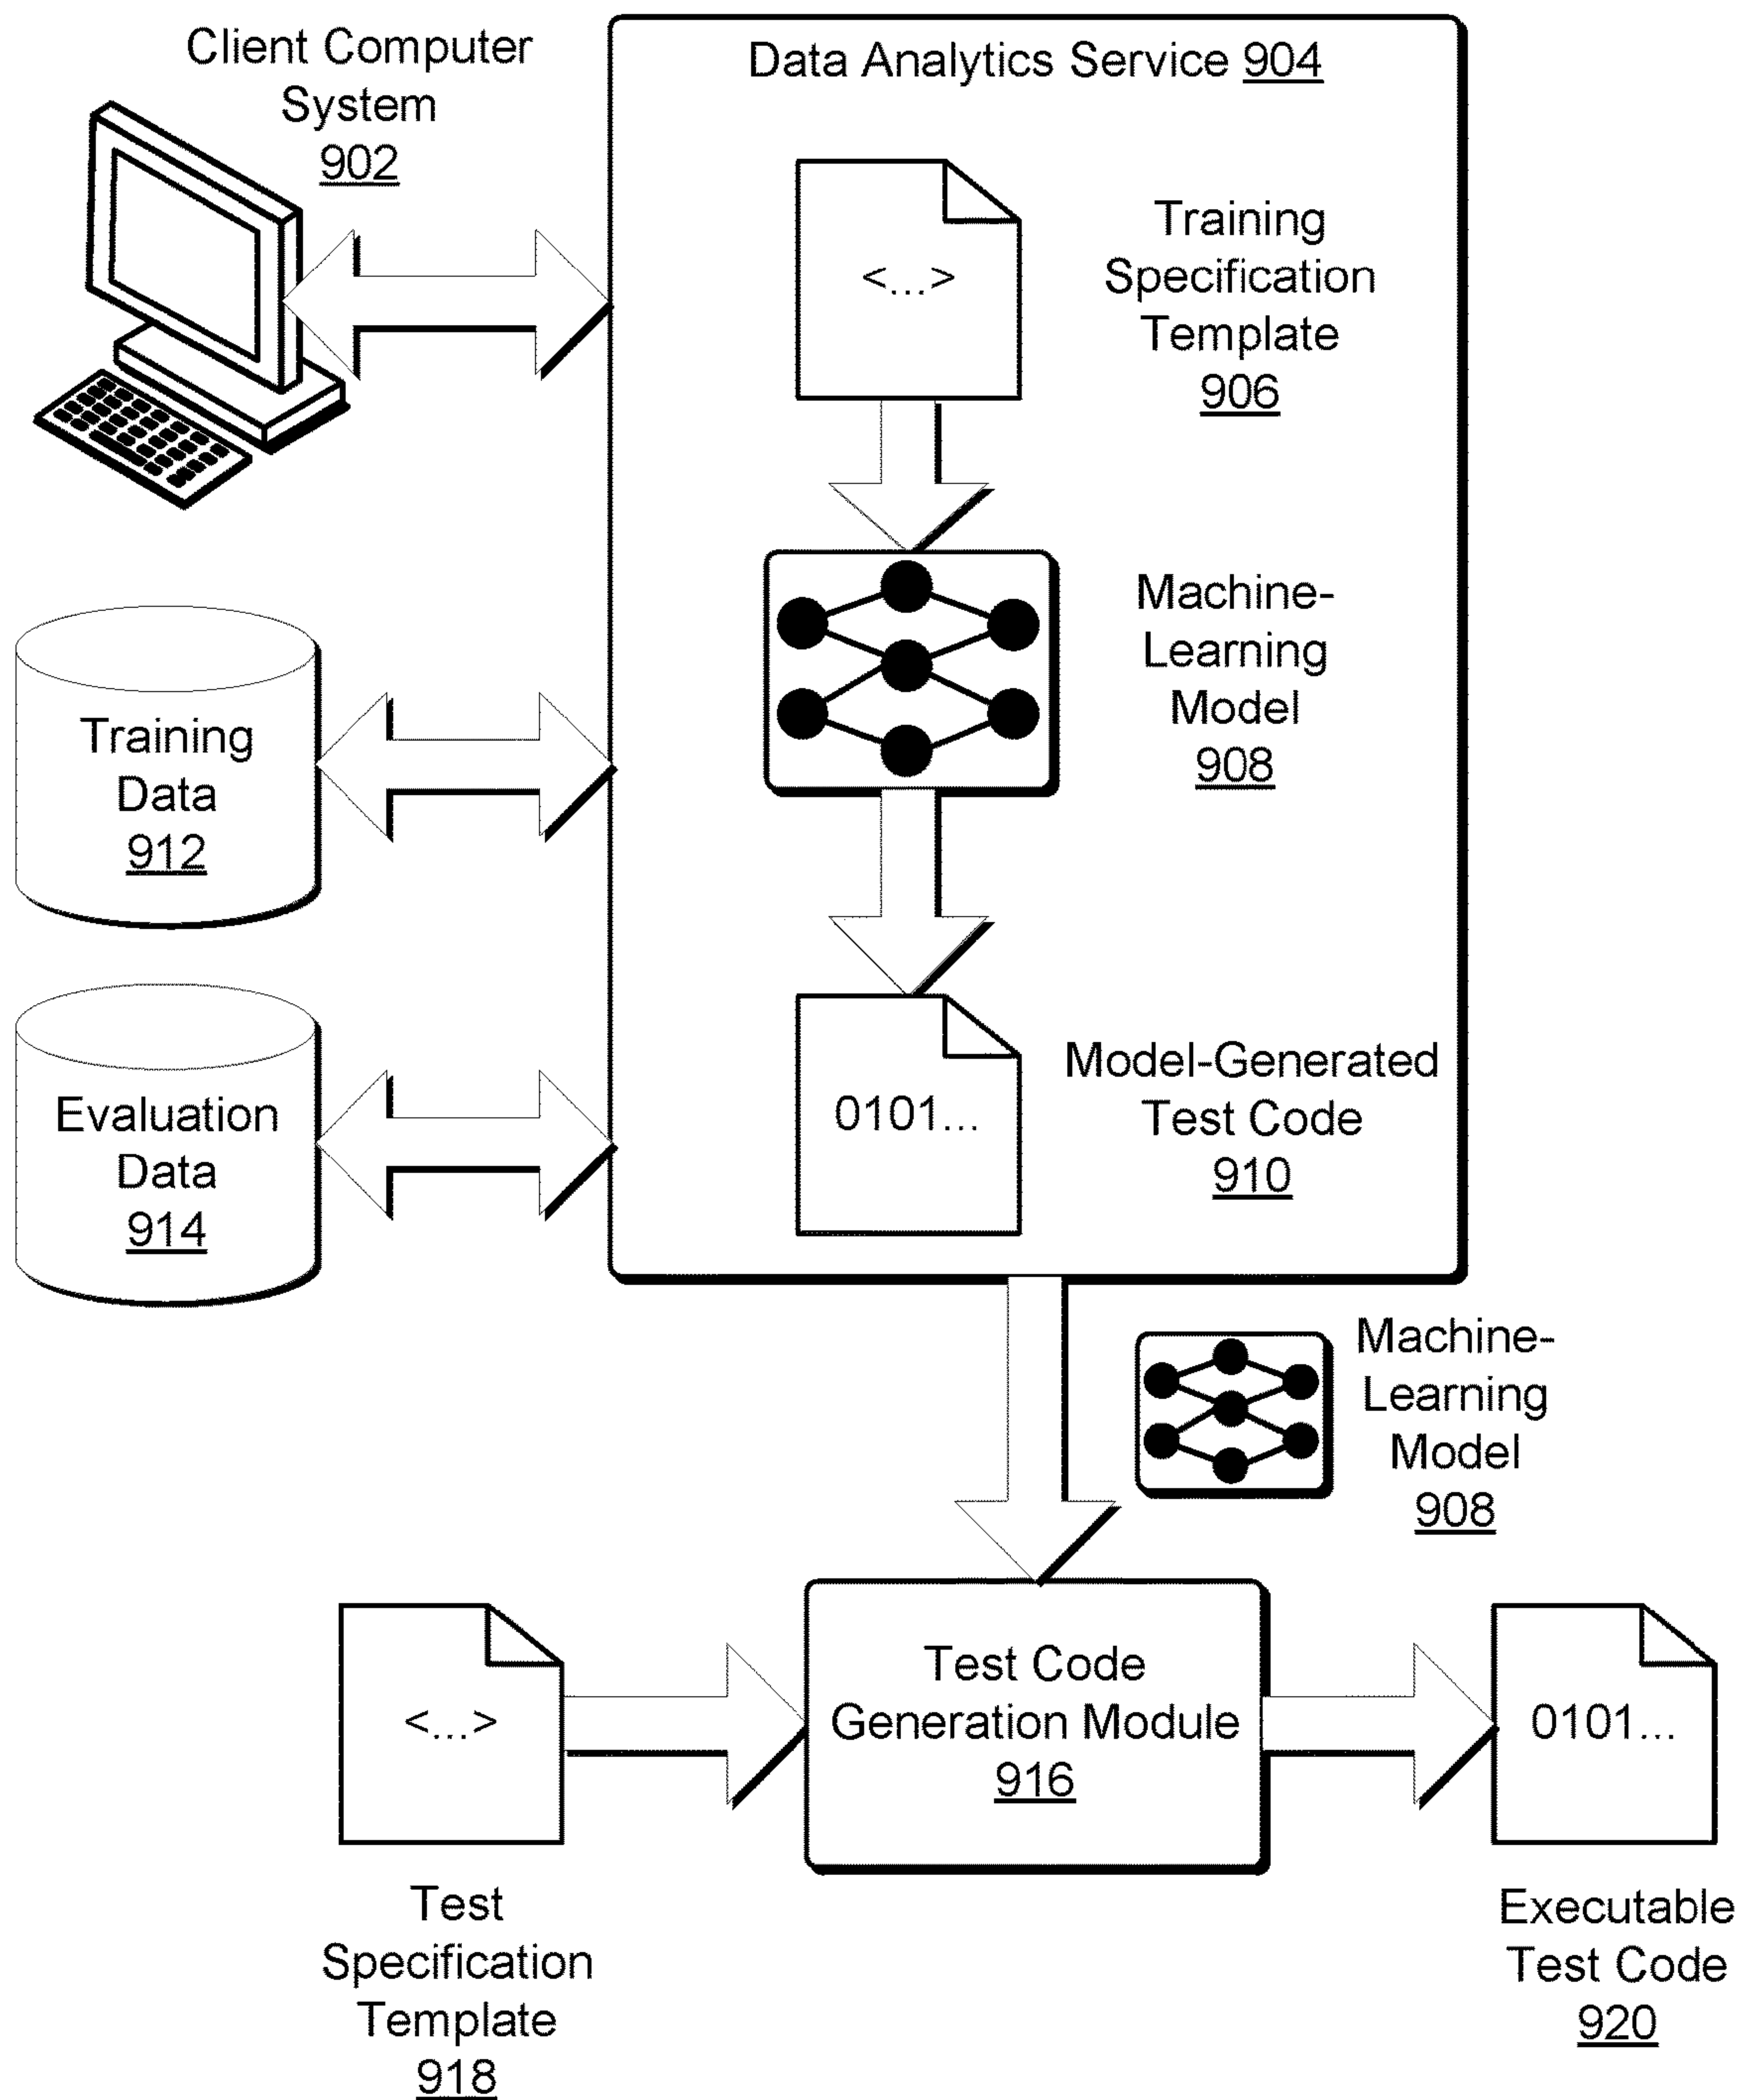 Client Computer
System
902
Data Analytics Service 904
<...>
Training
Specification
Template
906
Machine-
Learning
Model
908
Training
Data
912
0101...
Model-Generated
Test Code
910
Evaluation
Data
914
Machine-
Learning
Model
908
<...>
Test
Specification
Template
918
Test Code
Generation Module
916
0101...
Executable
Test Code
920